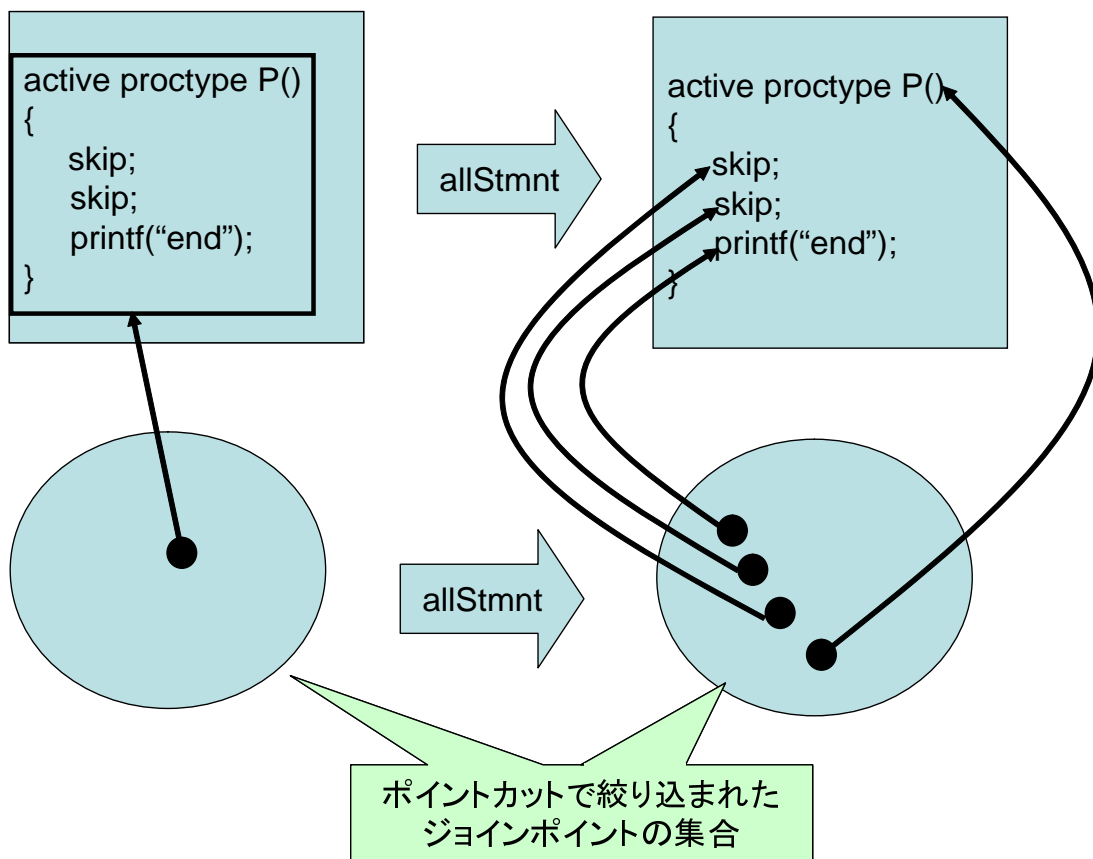 active proctype P()
{
skip;
skip;
printf(“end”);
}
allStmnt
active proctype P()
{
skip;
skip;
printf(“end”);
}
allStmnt
ポイントカットで絞り込まれた
ジョインポイントの集合